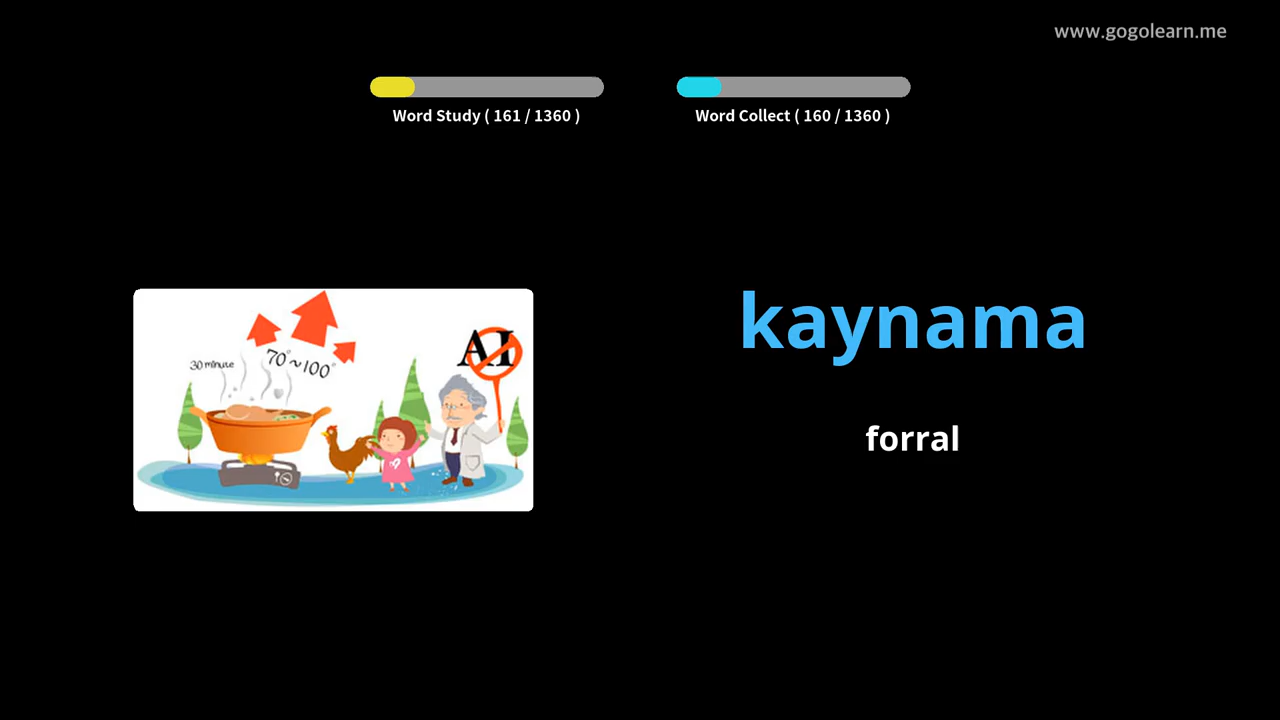 www.gogolearn.me
Word Study ( 161 / 1360 )
Word Collect ( 160 / 1360 )
30 minute
70°~100°
AI
kaynama
forral